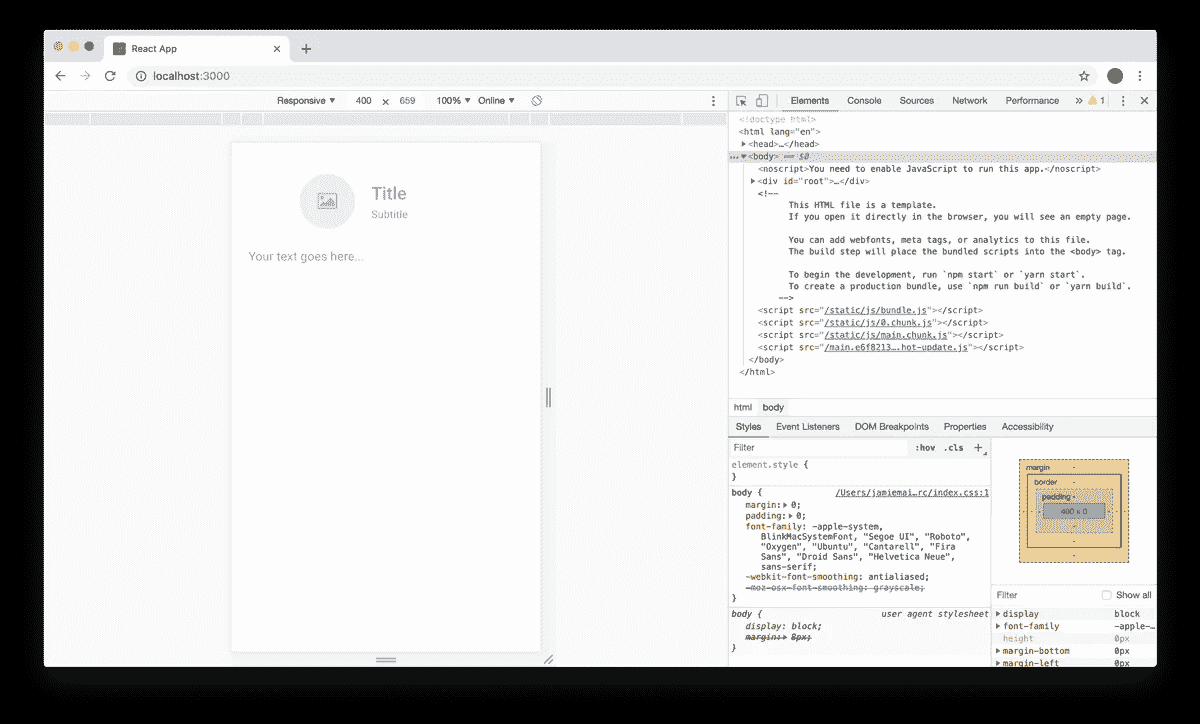 React App
localhost:3000
Responsive ▼ 400 × 659 100% ▼ Online ▼
Elements Console Sources Network Performance » 1
Title
Subtitle
Your text goes here...
<!doctype html>
<html lang="en">
<head>…</head>
<body> == $0
<noscript>You need to enable JavaScript to run this app.</noscript>
<div id="root">…</div>
<!--
This HTML file is a template.
If you open it directly in the browser, you will see an empty page.
You can add webfonts, meta tags, or analytics to this file.
The build step will place the bundled scripts into the <body> tag.
To begin the development, run `npm start` or `yarn start`.
To create a production bundle, use `npm run build` or `yarn build`.
-->
<script src="/static/js/bundle.js"></script>
<script src="/static/js/0.chunk.js"></script>
<script src="/static/js/main.chunk.js"></script>
<script src="/main.e6f8213….hot-update.js"></script>
</body>
</html>
html body
Styles Event Listeners DOM Breakpoints Properties Accessibility
Filter :hov .cls +
element.style {
}
body { /Users/jamiemai…rc/index.css:1
margin: 0;
padding: 0;
font-family: -apple-system,
BlinkMacSystemFont, "Segoe UI", "Roboto",
"Oxygen", "Ubuntu", "Cantarell", "Fira
Sans", "Droid Sans", "Helvetica Neue",
sans-serif;
-webkit-font-smoothing: antialiased;
-moz-osx-font-smoothing: grayscale;
}
body { user agent stylesheet
display: block;
margin: 8px;
}
margin -
border -
padding -
400 × 0
Filter Show all
display block
font-family -apple-…
height 0px
margin-bottom 0px
margin-left 0px